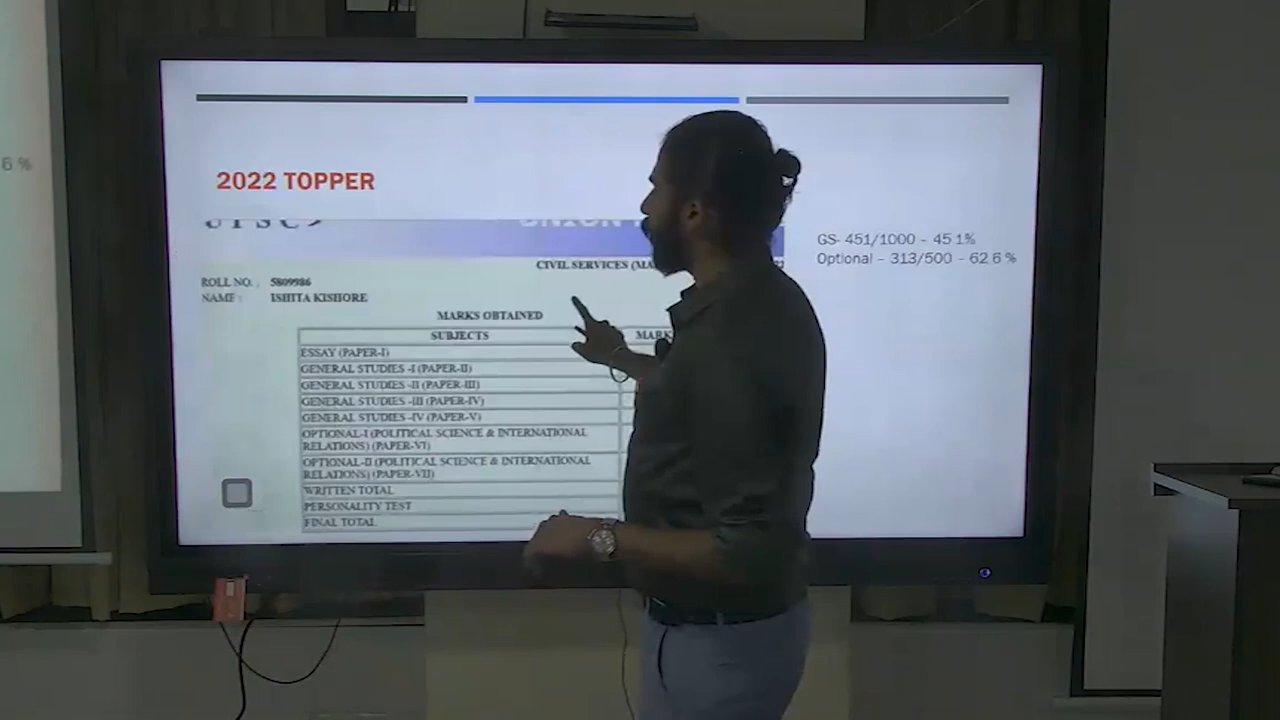 6 %
2022 TOPPER
GS- 451/1000 - 45 1%
Optional - 313/500 - 62 6 %
CIVIL SERVICES
ROLL NO. : 5809986
NAME : ISHITA KISHORE
MARKS OBTAINED
SUBJECTS
ESSAY (PAPER-I)
GENERAL STUDIES -I (PAPER-II)
GENERAL STUDIES -II (PAPER-III)
GENERAL STUDIES -III (PAPER-IV)
GENERAL STUDIES -IV (PAPER-V)
OPTIONAL-I (POLITICAL SCIENCE & INTERNATIONAL
RELATIONS) (PAPER-VI)
OPTIONAL-II (POLITICAL SCIENCE & INTERNATIONAL
RELATIONS) (PAPER-VII)
WRITTEN TOTAL
PERSONALITY TEST
FINAL TOTAL